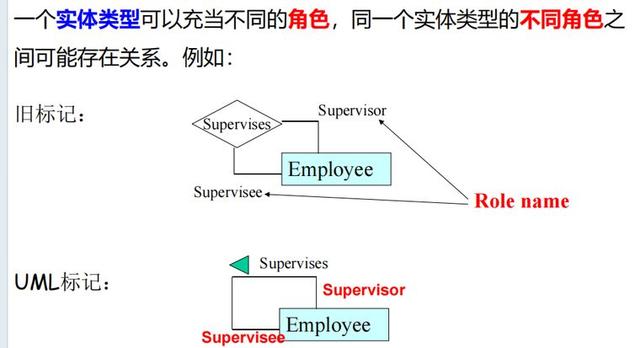 一个实体类型可以充当不同的角色，同一个实体类型的不同角色之
间可能存在关系。例如：
旧标记：
Supervises
Supervisor
Employee
Supervisee
Role name
UML标记：
Supervises
Supervisor
Employee
Supervisee